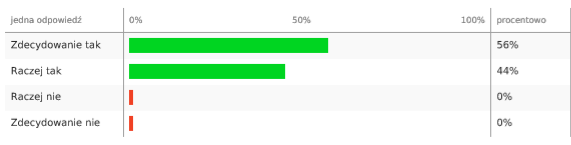 jedna odpowiedź 0% 50% 100% procentowo
Zdecydowanie tak 56%
Raczej tak 44%
Raczej nie 0%
Zdecydowanie nie 0%